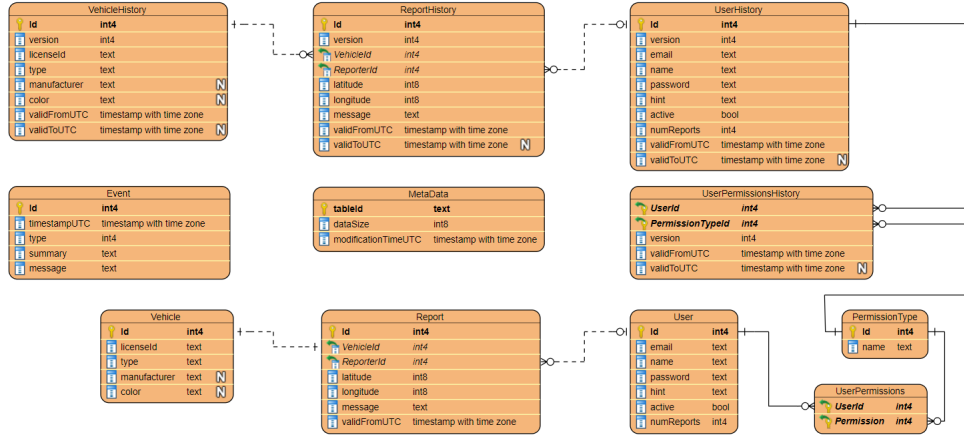 VehicleHistory
Id int4
version int4
licenseId text
type text
manufacturer text N
color text N
validFromUTC timestamp with time zone
validToUTC timestamp with time zone N
ReportHistory
Id int4
version int4
VehicleId int4
ReporterId int4
latitude int8
longitude int8
message text
validFromUTC timestamp with time zone
validToUTC timestamp with time zone N
UserHistory
Id int4
version int4
email text
name text
password text
hint text
active bool
numReports int4
validFromUTC timestamp with time zone
validToUTC timestamp with time zone N
Event
Id int4
timestampUTC timestamp with time zone
type int4
summary text
message text
MetaData
tableId text
dataSize int8
modificationTimeUTC timestamp with time zone
UserPermissionsHistory
UserId int4
PermissionTypeId int4
version int4
validFromUTC timestamp with time zone
validToUTC timestamp with time zone N
Vehicle
Id int4
licenseId text
type text
manufacturer text N
color text N
Report
Id int4
VehicleId int4
ReporterId int4
latitude int8
longitude int8
message text
validFromUTC timestamp with time zone
User
Id int4
email text
name text
password text
hint text
active bool
numReports int4
PermissionType
Id int4
name text
UserPermissions
UserId int4
Permission int4